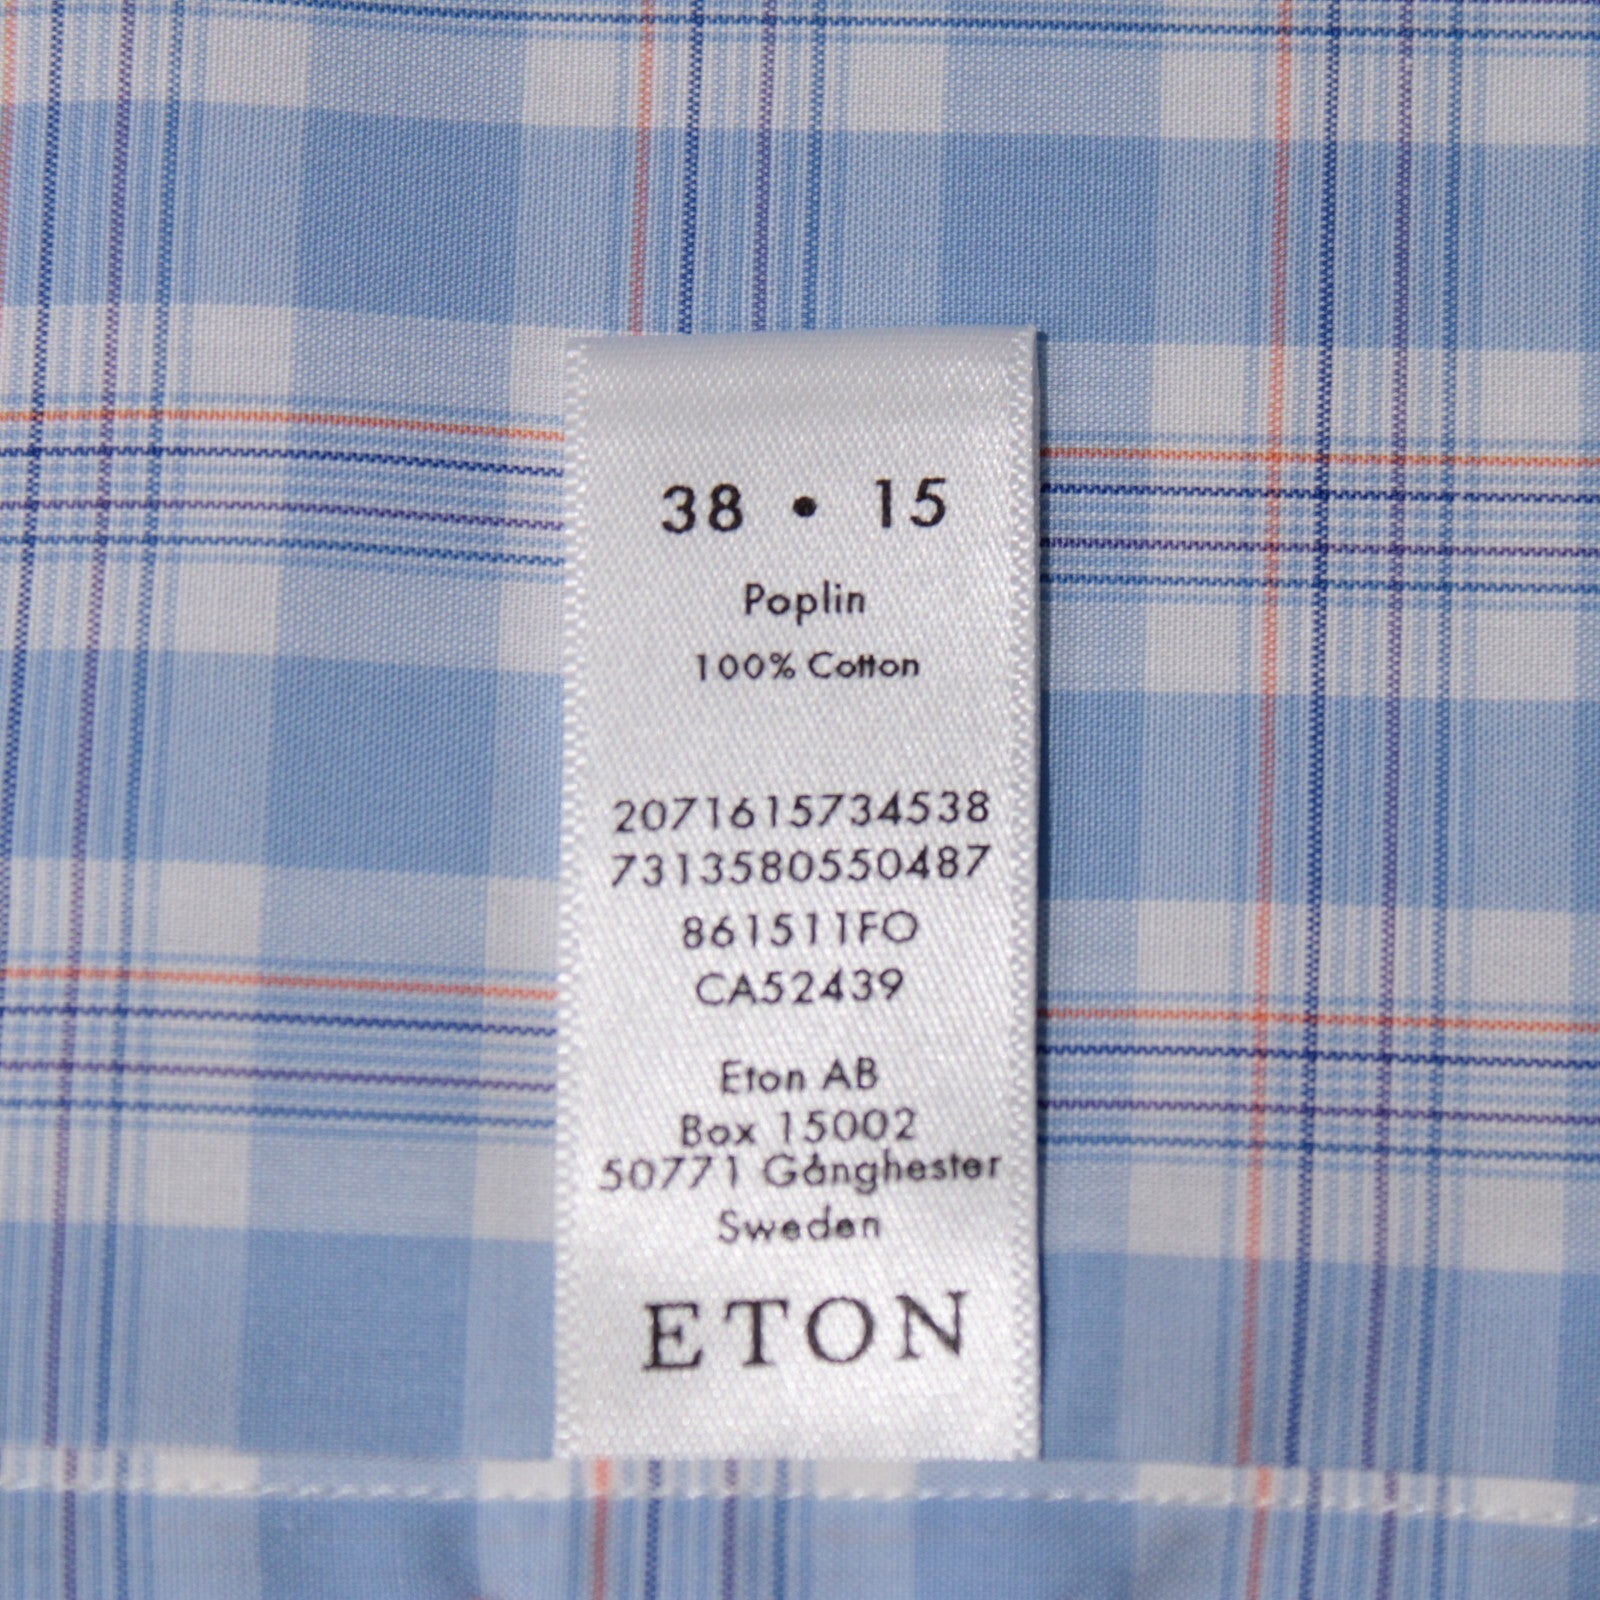 38 • 15
Poplin
100% Cotton
2071615734538
7313580550487
861511FO
CA52439
Eton AB
Box 15002
50771 Gånghester
Sweden
ETON